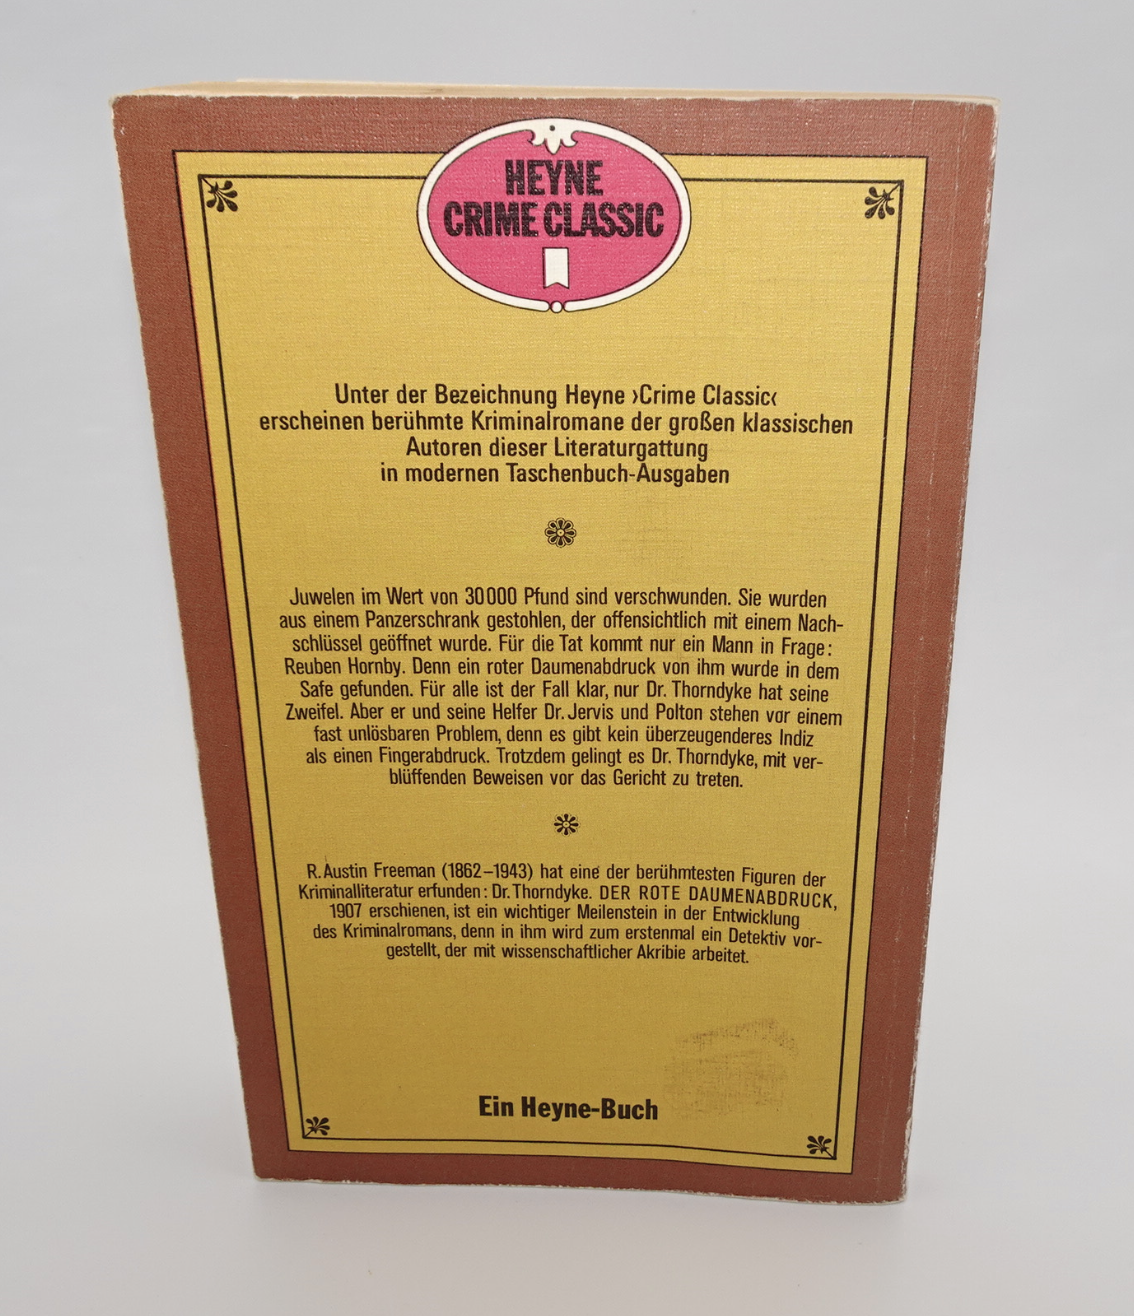 HEYNE
CRIME CLASSIC
Unter der Bezeichnung Heyne ›Crime Classic‹
erscheinen berühmte Kriminalromane der großen klassischen
Autoren dieser Literaturgattung
in modernen Taschenbuch-Ausgaben
Juwelen im Wert von 30000 Pfund sind verschwunden. Sie wurden
aus einem Panzerschrank gestohlen, der offensichtlich mit einem Nach-
schlüssel geöffnet wurde. Für die Tat kommt nur ein Mann in Frage:
Reuben Hornby. Denn ein roter Daumenabdruck von ihm wurde in dem
Safe gefunden. Für alle ist der Fall klar, nur Dr. Thorndyke hat seine
Zweifel. Aber er und seine Helfer Dr. Jervis und Polton stehen vor einem
fast unlösbaren Problem, denn es gibt kein überzeugenderes Indiz
als einen Fingerabdruck. Trotzdem gelingt es Dr. Thorndyke, mit ver-
blüffenden Beweisen vor das Gericht zu treten.
R. Austin Freeman (1862–1943) hat eine der berühmtesten Figuren der
Kriminalliteratur erfunden: Dr. Thorndyke. DER ROTE DAUMENABDRUCK,
1907 erschienen, ist ein wichtiger Meilenstein in der Entwicklung
des Kriminalromans, denn in ihm wird zum erstenmal ein Detektiv vor-
gestellt, der mit wissenschaftlicher Akribie arbeitet.
Ein Heyne-Buch